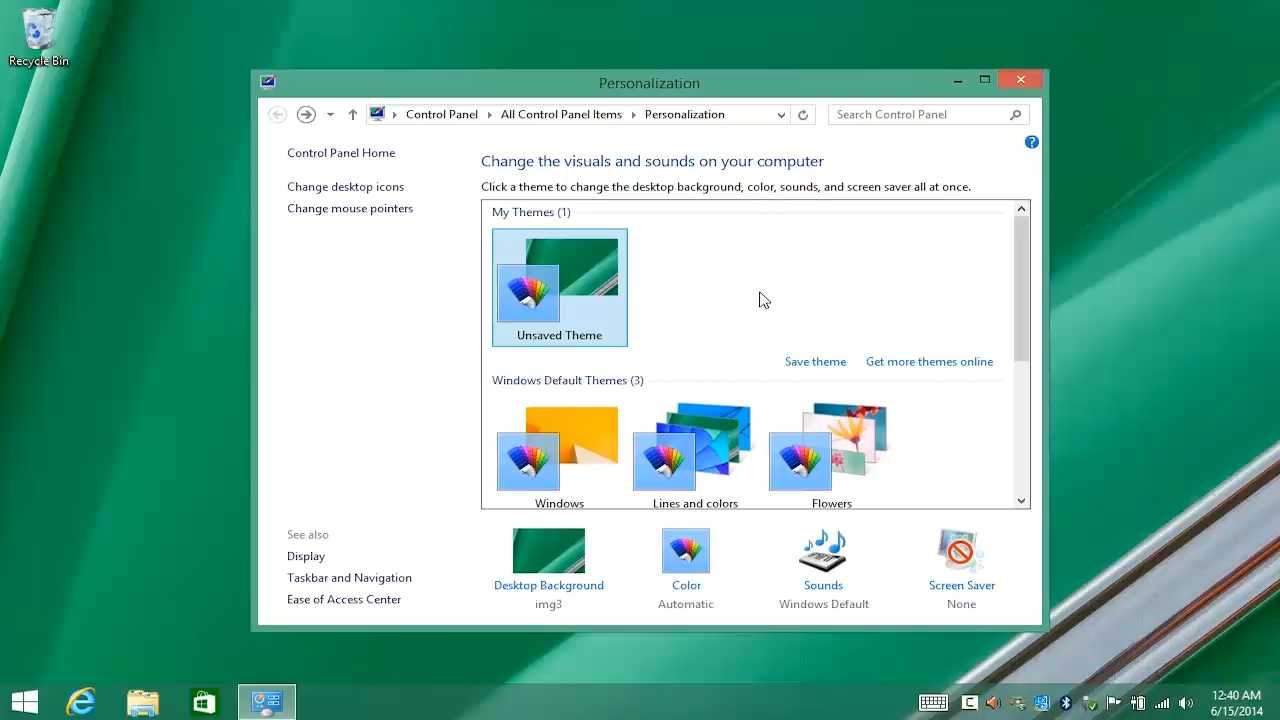 Recycle Bin
Personalization
Control Panel
All Control Panel Items
Personalization
Search Control Panel
Control Panel Home
Change desktop icons
Change mouse pointers
Change the visuals and sounds on your computer
Click a theme to change the desktop background, color, sounds, and screen saver all at once.
My Themes (1)
Unsaved Theme
Save theme
Get more themes online
Windows Default Themes (3)
Windows
Lines and colors
Flowers
See also
Display
Taskbar and Navigation
Ease of Access Center
Desktop Background
img3
Color
Automatic
Sounds
Windows Default
Screen Saver
None
12:40 AM
6/15/2014